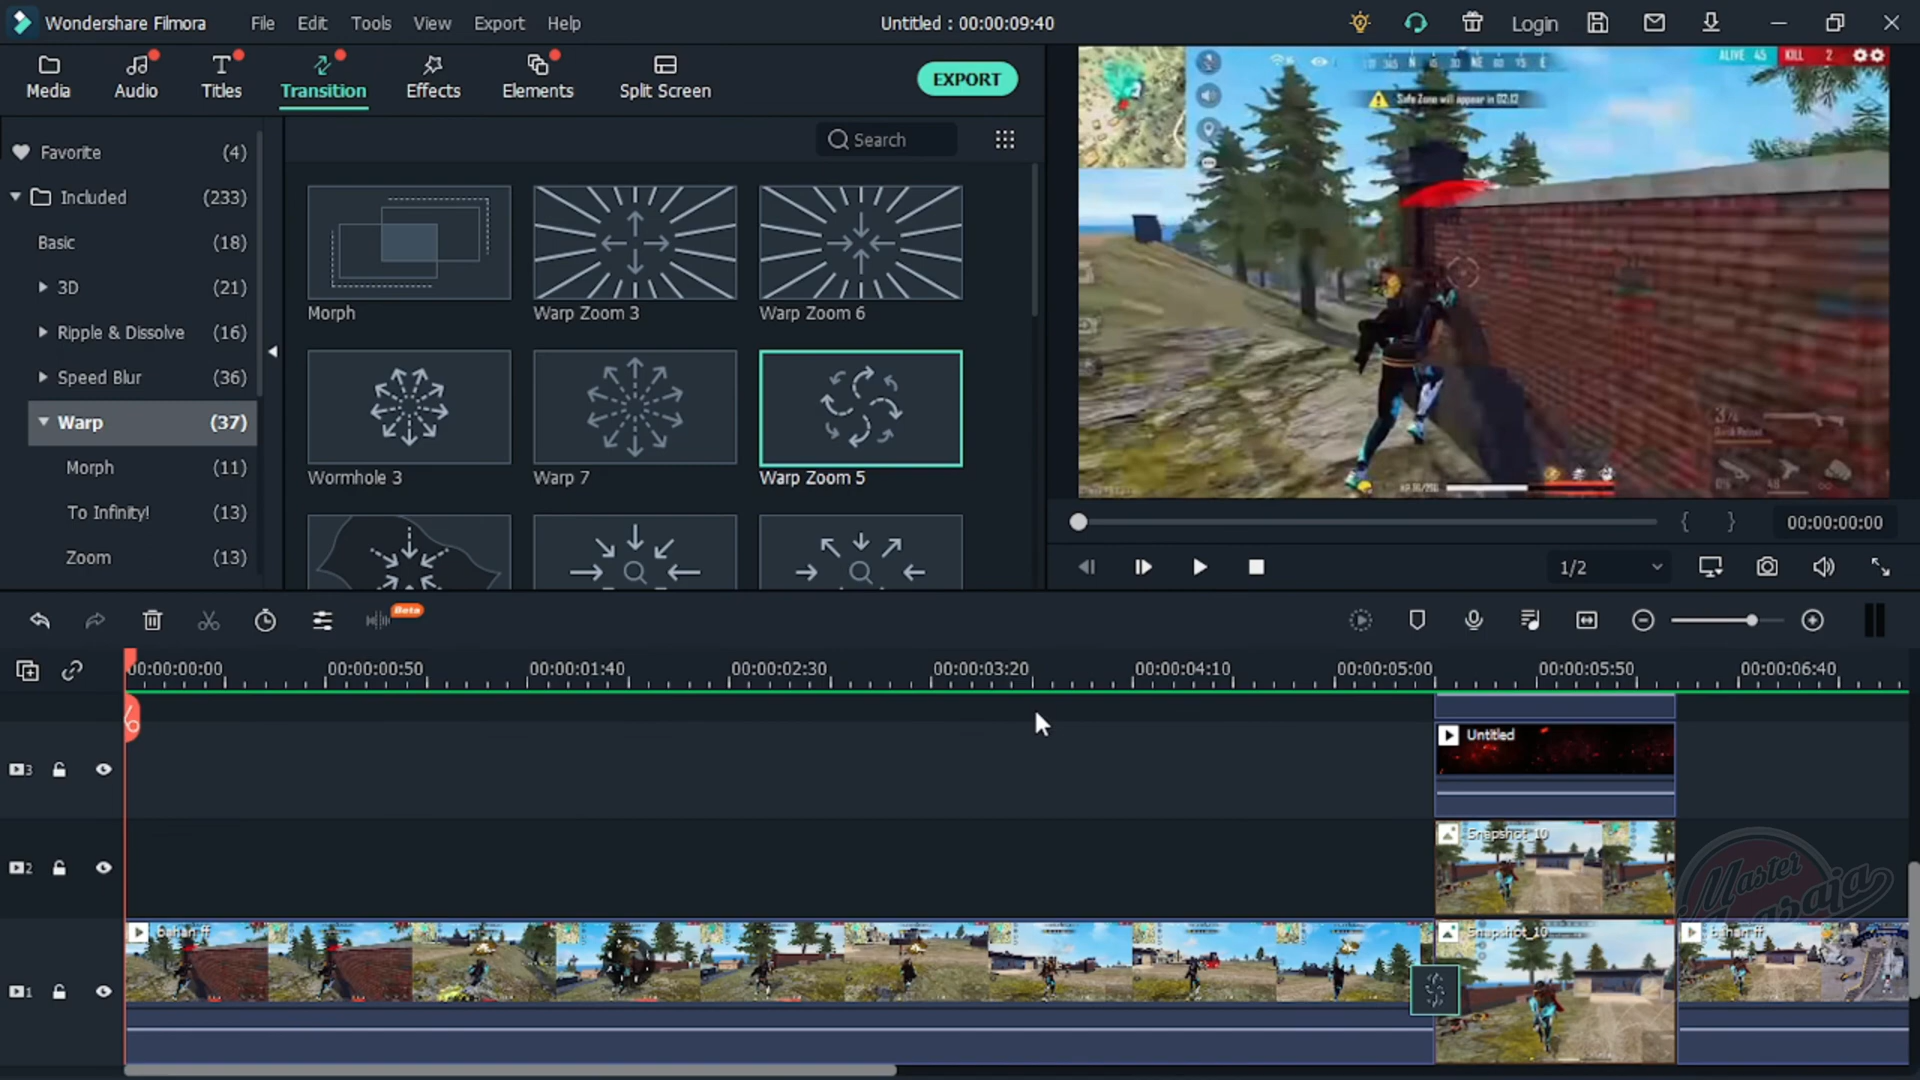 Wondershare Filmora
File
Edit
Tools
View
Export
Help
Untitled : 00:00:09:40
Login
Media
Audio
Titles
Transition
Effects
Elements
Split Screen
EXPORT
Favorite (4)
Included (233)
Basic (18)
3D (21)
Ripple & Dissolve (16)
Speed Blur (36)
Warp (37)
Morph (11)
To Infinity! (13)
Zoom (13)
Search
Morph
Warp Zoom 3
Warp Zoom 6
Wormhole 3
Warp 7
Warp Zoom 5
ALIVE 45
KILL 2
Safe Zone will appear in 02:12
00:00:00:00
1/2
Beta
00:00:00:00
00:00:00:50
00:00:01:40
00:00:02:30
00:00:03:20
00:00:04:10
00:00:05:00
00:00:05:50
00:00:06:40
3
Untitled
2
Snapshot_10
Master
1
bahan ff
Snapshot_10
bahan ff